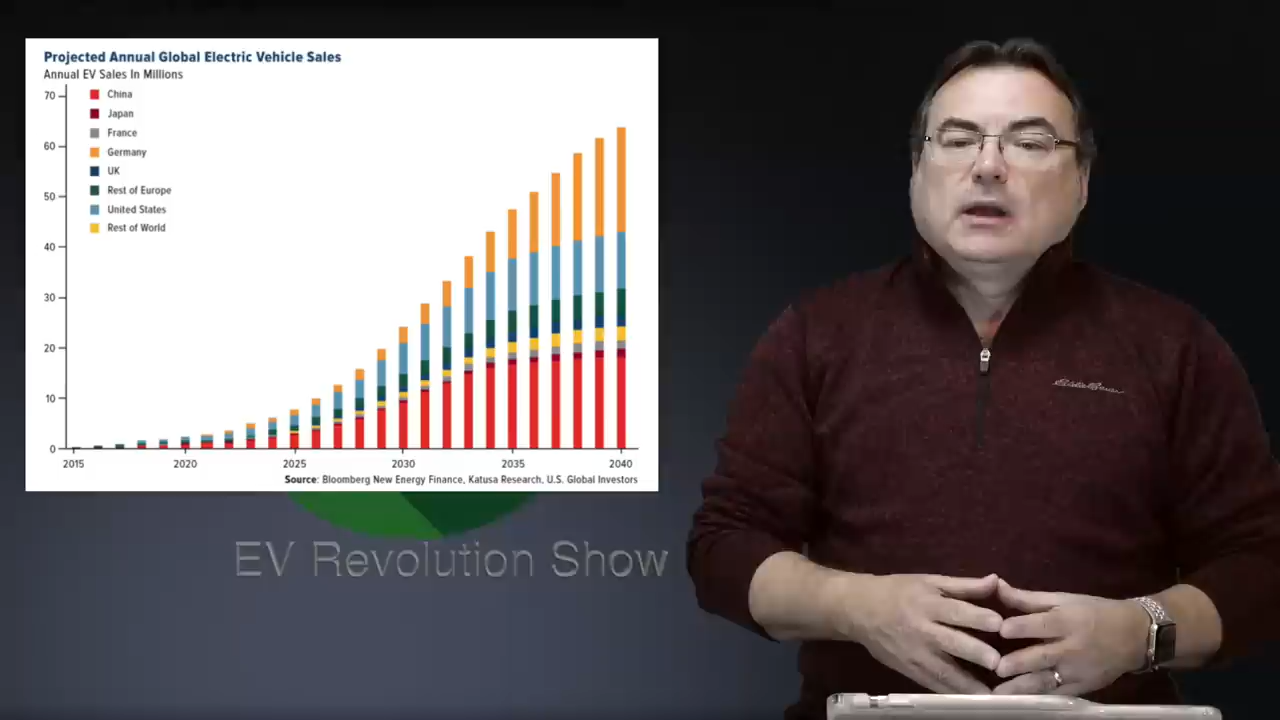 Projected Annual Global Electric Vehicle Sales
Annual EV Sales In Millions
70
60
50
40
30
20
10
0
China
Japan
France
Germany
UK
Rest of Europe
United States
Rest of World
2015
2020
2025
2030
2035
2040
Source: Bloomberg New Energy Finance, Katusa Research, U.S. Global Investors
EV Revolution Show
Eddie Bauer